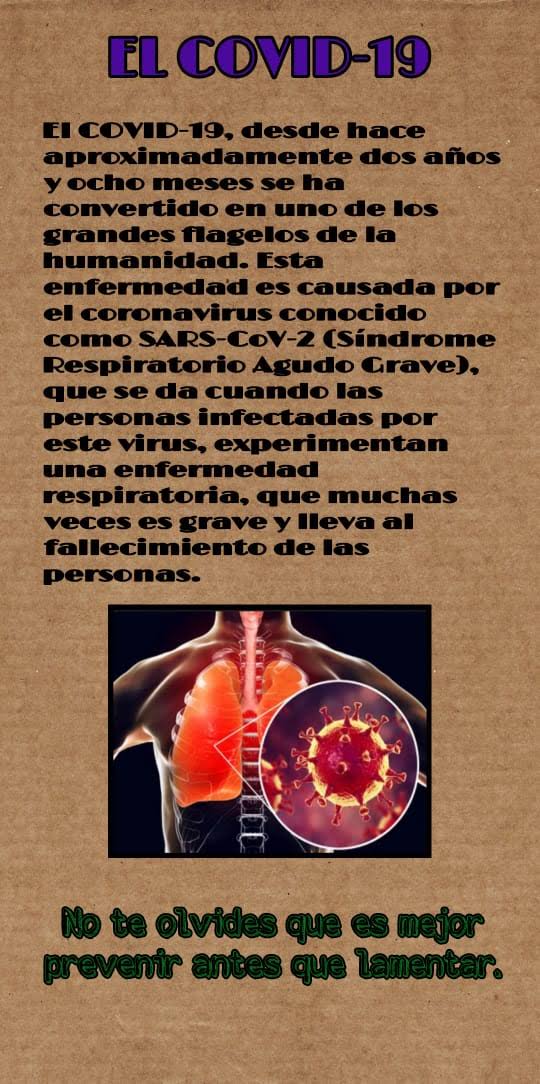 EL COVID-19
El COVID-19, desde hace
aproximadamente dos años
y ocho meses se ha
convertido en uno de los
grandes flagelos de la
humanidad. Esta
enfermedad es causada por
el coronavirus conocido
como SARS-CoV-2 (Síndrome
Respiratorio Agudo Grave),
que se da cuando las
personas infectadas por
este virus, experimentan
una enfermedad
respiratoria, que muchas
veces es grave y lleva al
fallecimiento de las
personas.
No te olvides que es mejor
prevenir antes que lamentar.